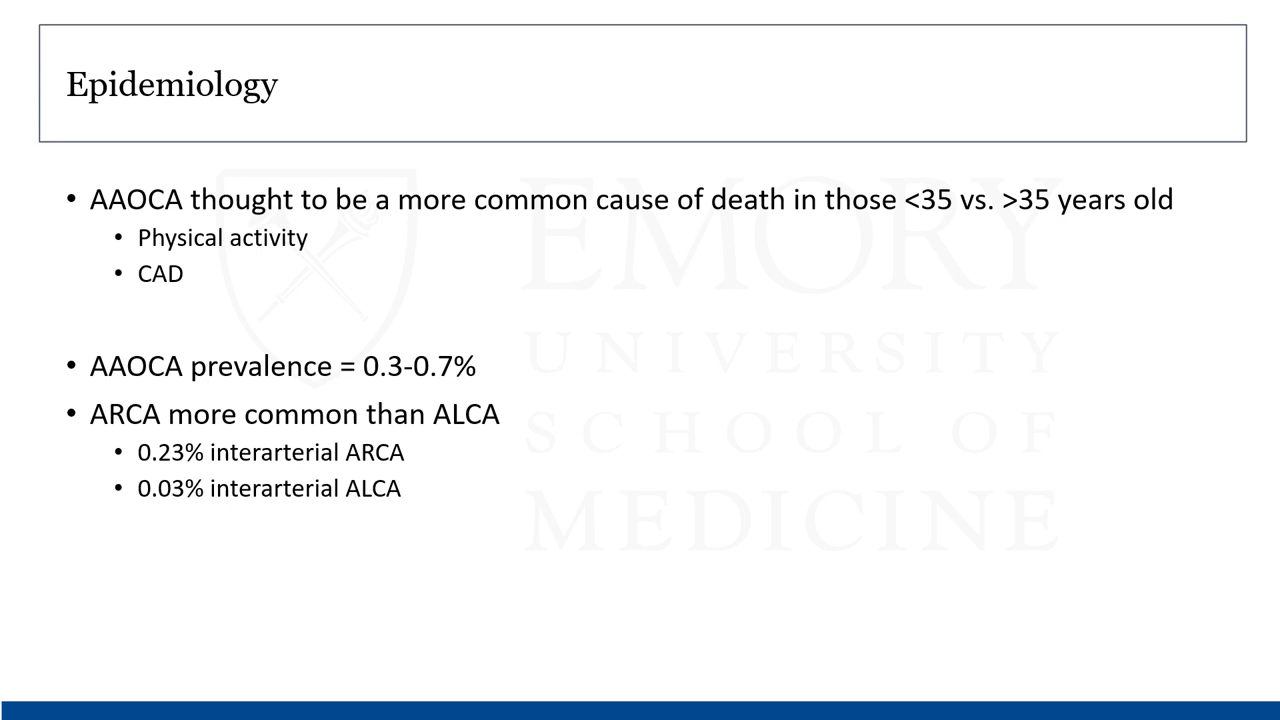 Epidemiology
• AAOCA thought to be a more common cause of death in those <35 vs. >35 years old
• Physical activity
• CAD
• AAOCA prevalence = 0.3-0.7%
• ARCA more common than ALCA
• 0.23% interarterial ARCA
• 0.03% interarterial ALCA
EMORY
UNIVERSITY
SCHOOL OF
MEDICINE